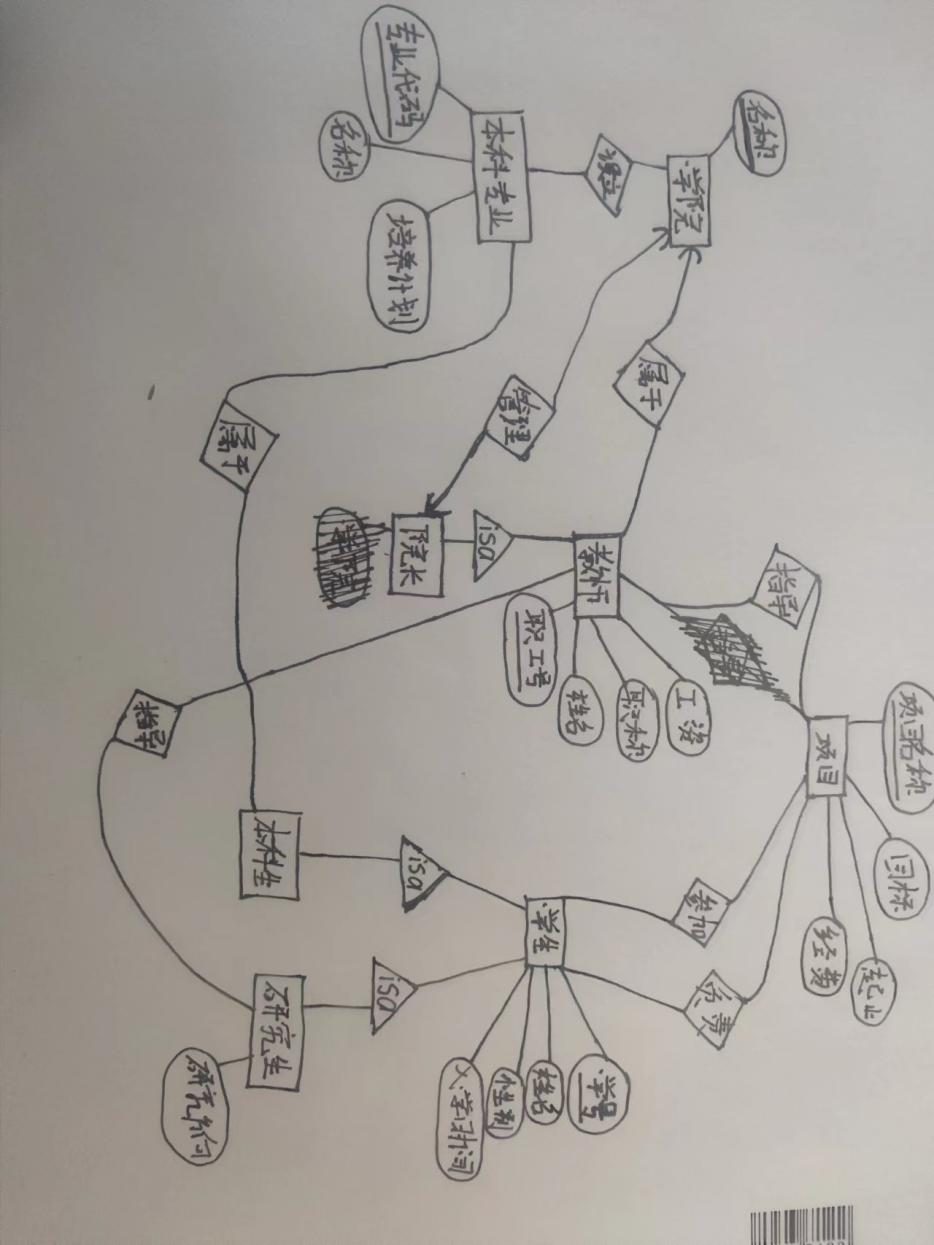 名称
学院
设立
本科专业
专业代码
名称
培养计划
属于
管理
属于
院长
isa
教师
职工号
姓名
职称
工资
指导
项目
项目名称
目标
起止
经费
指导
本科生
isa
学生
参加
负责
学号
姓名
性别
入学时间
isa
研究生
研究方向